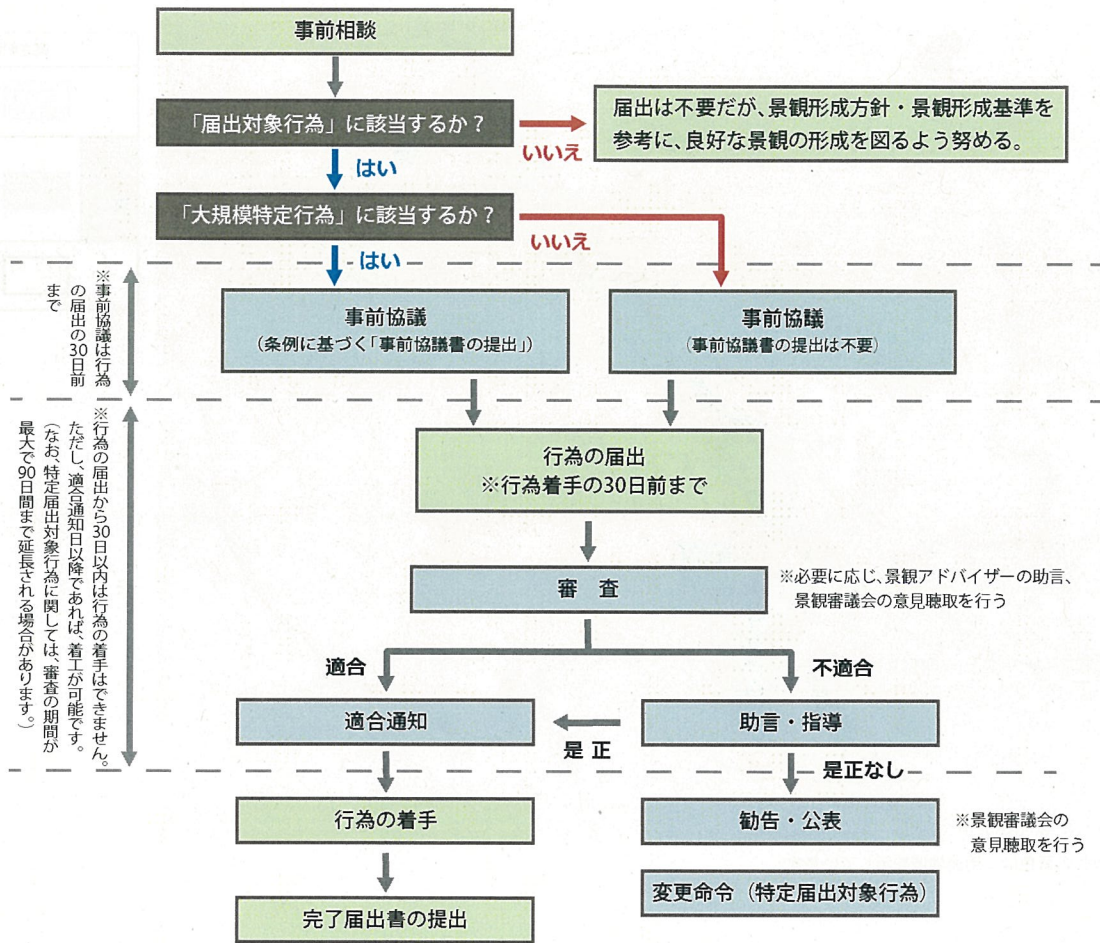 事前相談
「届出対象行為」に該当するか？
いいえ
届出は不要だが、景観形成方針・景観形成基準を
参考に、良好な景観の形成を図るよう努める。
はい
「大規模特定行為」に該当するか？
いいえ
はい
※事前協議は行為
の届出の30日前
まで
事前協議
（条例に基づく「事前協議書の提出」）
事前協議
（事前協議書の提出は不要）
※行為の届出から30日以内は行為の着手はできません。
ただし、適合通知日以降であれば、着工が可能です。
（なお、特定届出対象行為に関しては、審査の期間が
最大で90日間まで延長される場合があります。）
行為の届出
※行為着手の30日前まで
審　査
※必要に応じ、景観アドバイザーの助言、
景観審議会の意見聴取を行う
適合
不適合
適合通知
是 正
助言・指導
是正なし
行為の着手
勧告・公表
※景観審議会の
意見聴取を行う
変更命令（特定届出対象行為）
完了届出書の提出